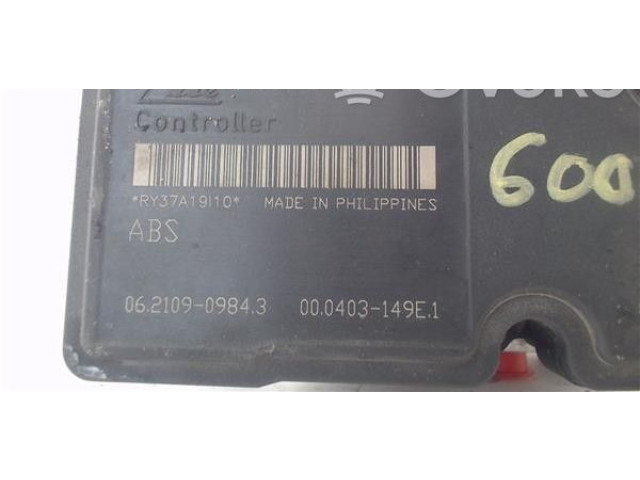 Controller
*RY37A19I10* MADE IN PHILIPPINES
ABS
06.2109-0984.3 00.0403-149E.1
600